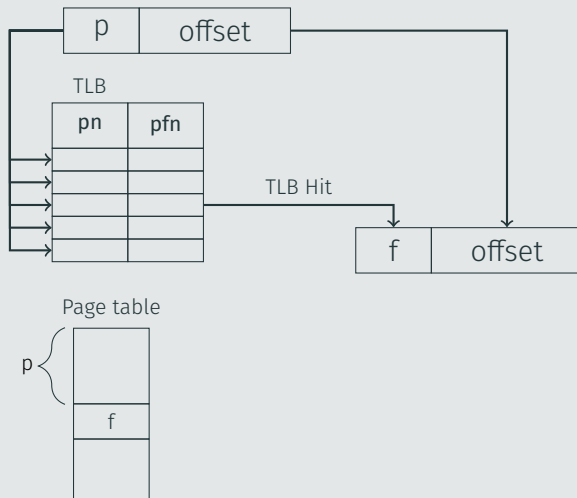 p offset
TLB
pn pfn
TLB Hit
f offset
Page table
p
f